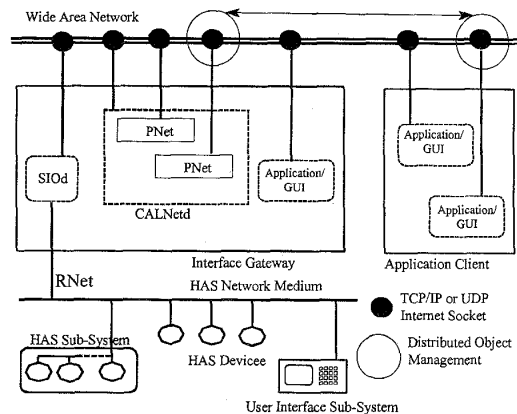 Wide Area Network
PNet
PNet
SIOd
Application/
GUI
CALNetd
Application/
GUI
Application/
GUI
Interface Gateway
Application Client
RNet
HAS Network Medium
TCP/IP or UDP
Internet Socket
HAS Sub-System
HAS Devicee
Distributed Object
Management
User Interface Sub-System